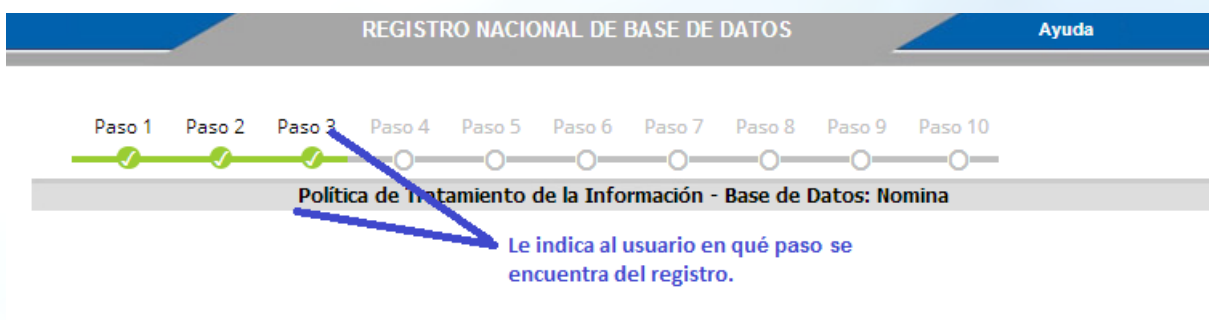 REGISTRO NACIONAL DE BASE DE DATOS Ayuda
Paso 1 Paso 2 Paso 3 Paso 4 Paso 5 Paso 6 Paso 7 Paso 8 Paso 9 Paso 10
Política de Tratamiento de la Información - Base de Datos: Nomina
Le indica al usuario en qué paso se
encuentra del registro.